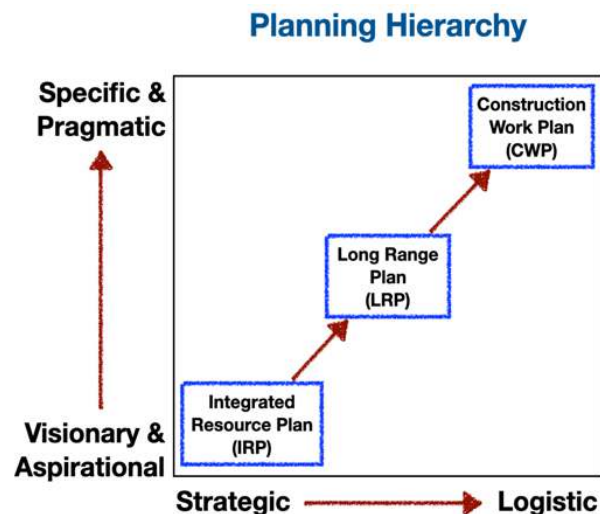 Planning Hierarchy
Specific &
Pragmatic
Construction
Work Plan
(CWP)
Long Range
Plan
(LRP)
Integrated
Resource Plan
(IRP)
Visionary &
Aspirational
Strategic
Logistic